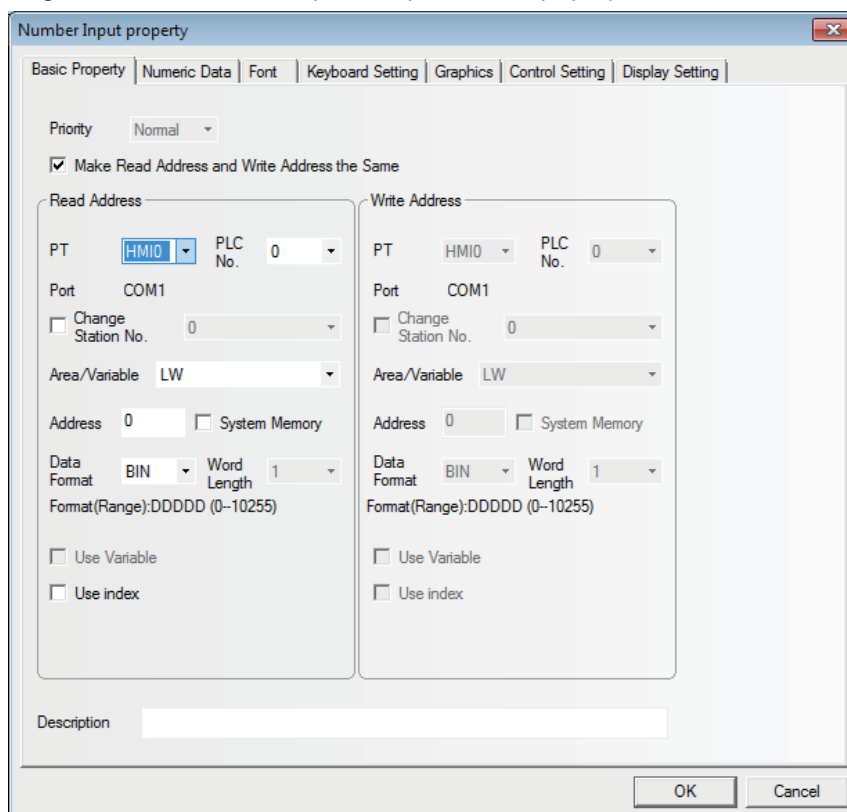 Number Input property
Basic Property Numeric Data Font Keyboard Setting Graphics Control Setting Display Setting
Priority Normal
Make Read Address and Write Address the Same
Read Address
PT HMI0 PLC No. 0
Port COM1
Change Station No. 0
Area/Variable LW
Address 0 System Memory
Data Format BIN Word Length 1
Format(Range):DDDDD (0--10255)
Use Variable
Use index
Write Address
PT HMI0 PLC No. 0
Port COM1
Change Station No. 0
Area/Variable LW
Address 0 System Memory
Data Format BIN Word Length 1
Format(Range):DDDDD (0--10255)
Use Variable
Use index
Description
OK Cancel